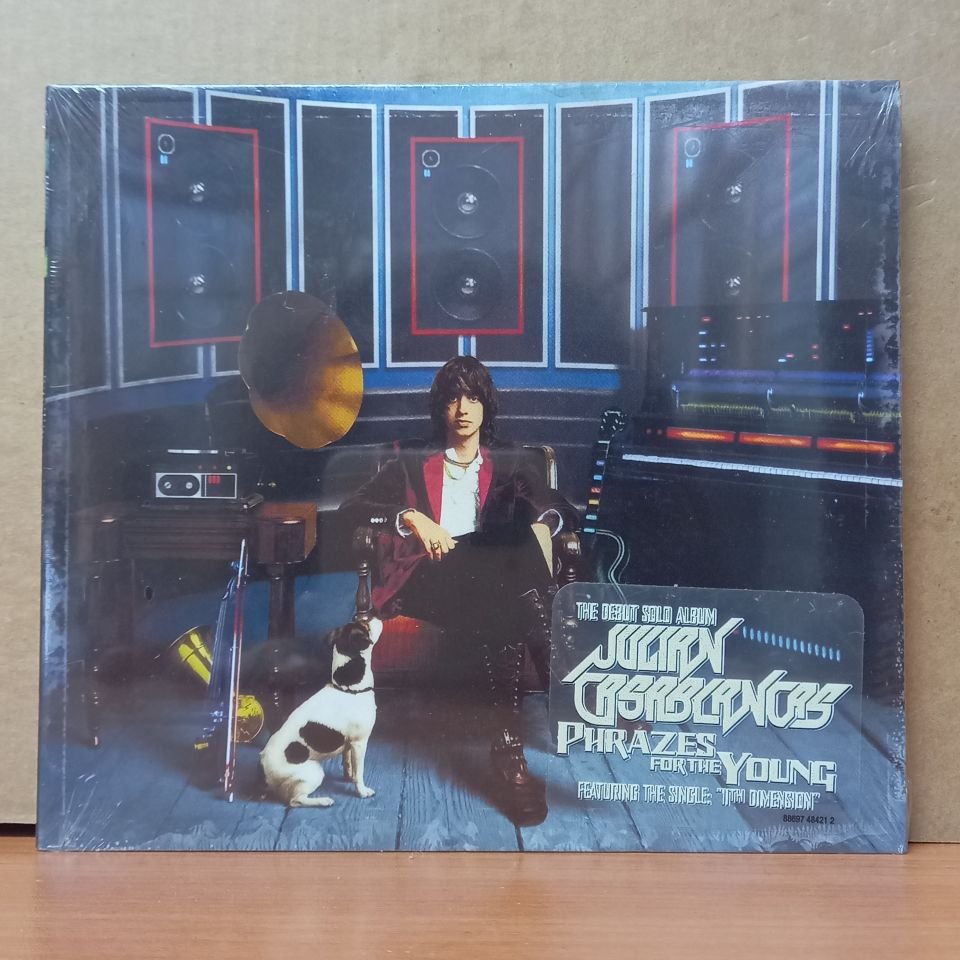 THE DEBUT SOLO ALBUM
JULIAN
CASABLANCAS
PHRAZES
FOR THE YOUNG
FEATURING THE SINGLE: "11TH DIMENSION"
88697 48421 2